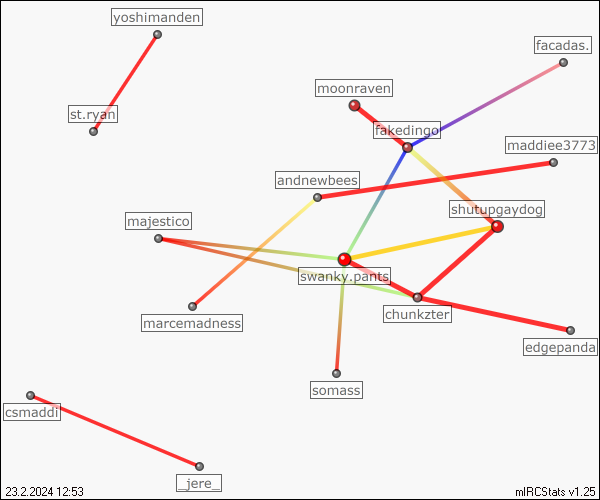 yoshimanden
facadas.
moonraven
st.ryan
fakedingo
maddiee3773
andnewbees
shutupgaydog
majestico
swanky.pants
chunkzter
marcemadness
edgepanda
somass
csmaddi
_jere_
23.2.2024 12:53
mIRCStats v1.25